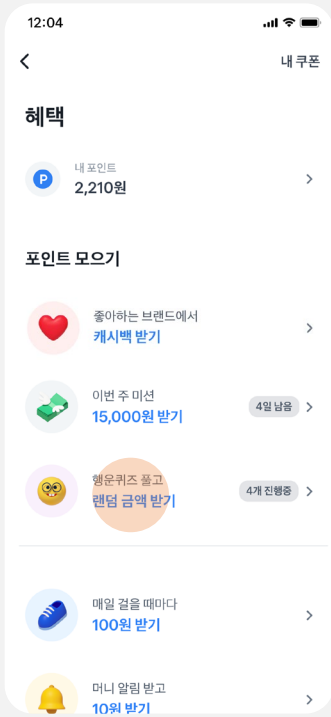 12:04
내 쿠폰
혜택
P
내 포인트
2,210원
포인트 모으기
좋아하는 브랜드에서
캐시백 받기
이번 주 미션
15,000원 받기
4일 남음
행운퀴즈 풀고
랜덤 금액 받기
4개 진행중
매일 걸을 때마다
100원 받기
머니 알림 받고
10원 받기